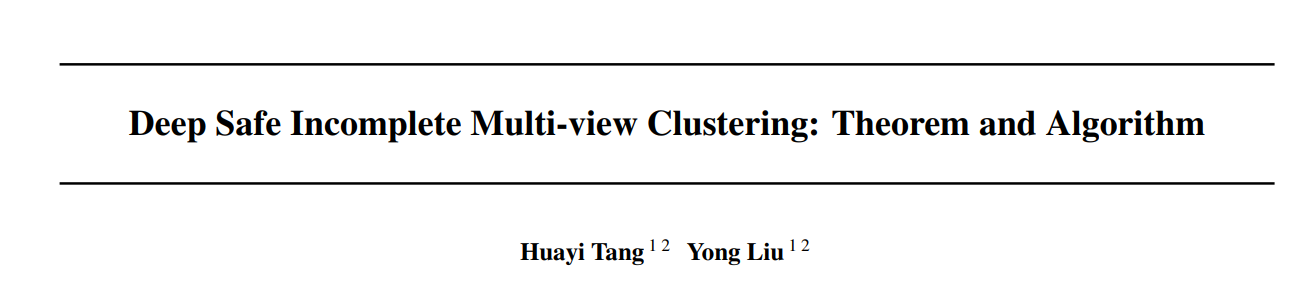 Deep Safe Incomplete Multi-view Clustering: Theorem and Algorithm
Huayi Tang 1 2 Yong Liu 1 2